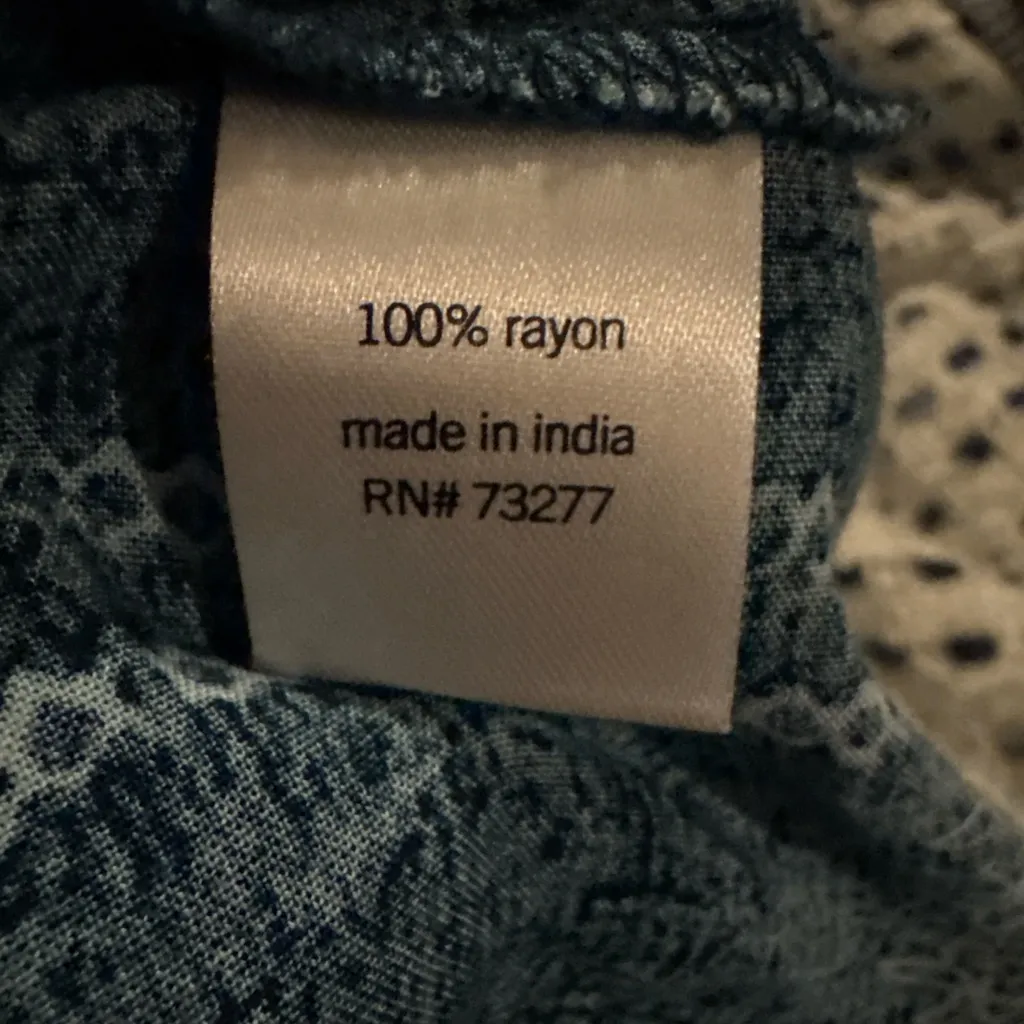 100% rayon
made in india
RN# 73277